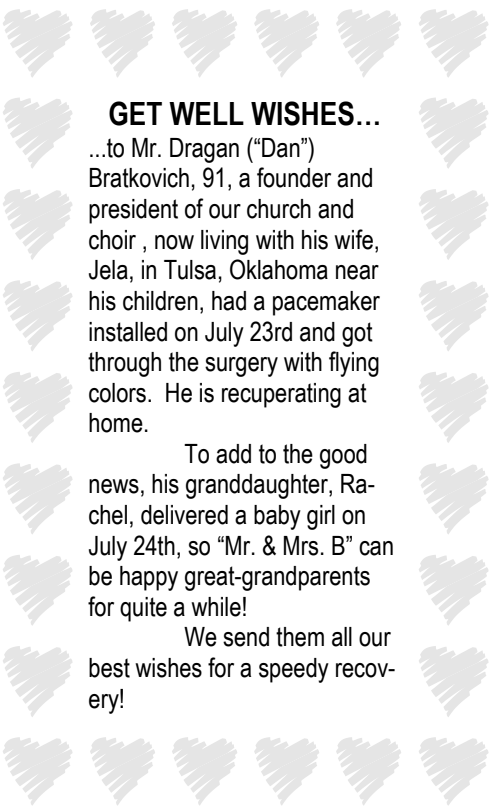 GET WELL WISHES…
...to Mr. Dragan (“Dan”)
Bratkovich, 91, a founder and
president of our church and
choir , now living with his wife,
Jela, in Tulsa, Oklahoma near
his children, had a pacemaker
installed on July 23rd and got
through the surgery with flying
colors.  He is recuperating at
home.
To add to the good
news, his granddaughter, Ra-
chel, delivered a baby girl on
July 24th, so “Mr. & Mrs. B” can
be happy great-grandparents
for quite a while!
We send them all our
best wishes for a speedy recov-
ery!